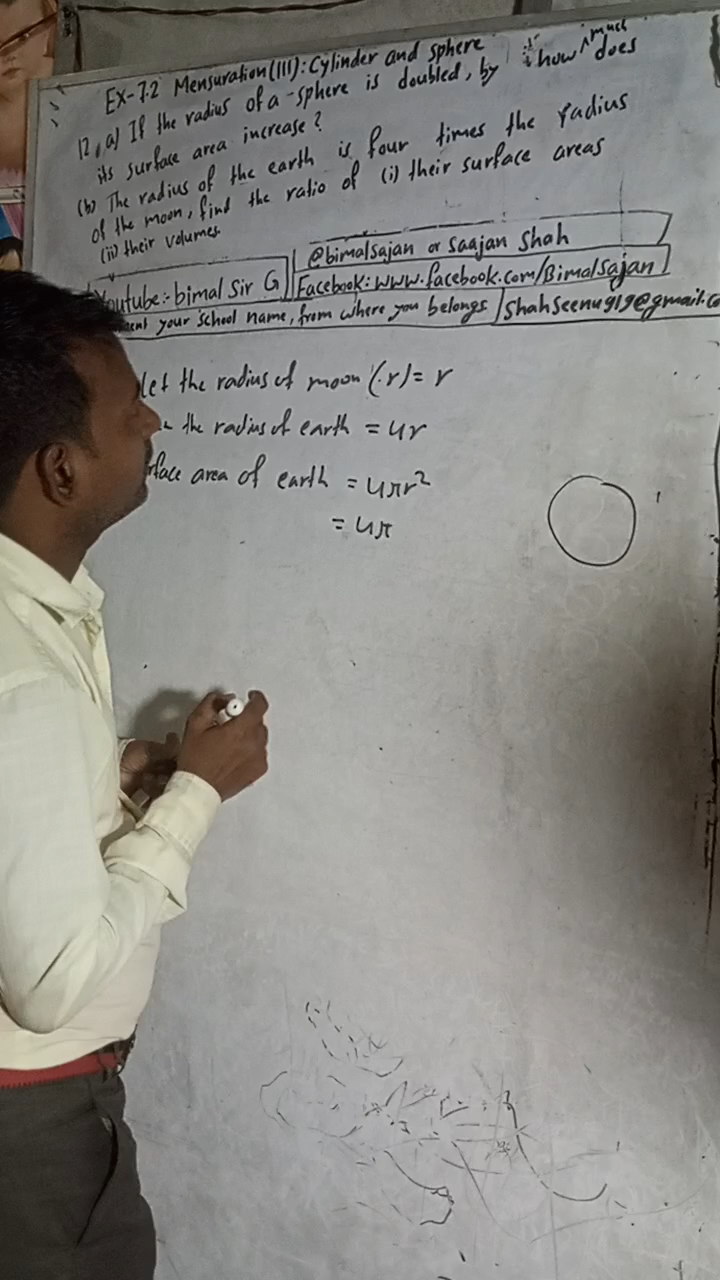 Ex-7.2 Mensuration(III): Cylinder and sphere
12, a) If the radius of a sphere is doubled, by how much does
its surface area increase?
(b) The radius of the earth is four times the radius
of the moon, find the ratio of (i) their surface areas
(ii) their volumes
@bimalsajan or Saajan Shah
Youtube:- bimal Sir G
Facebook: www.facebook.com/Bimalsajan
your school name, from where you belongs
Shahseenu919@gmail.co
let the radius of moon (r) = r
the radius of earth = 4r
rface area of earth = 4πr²
= 4π